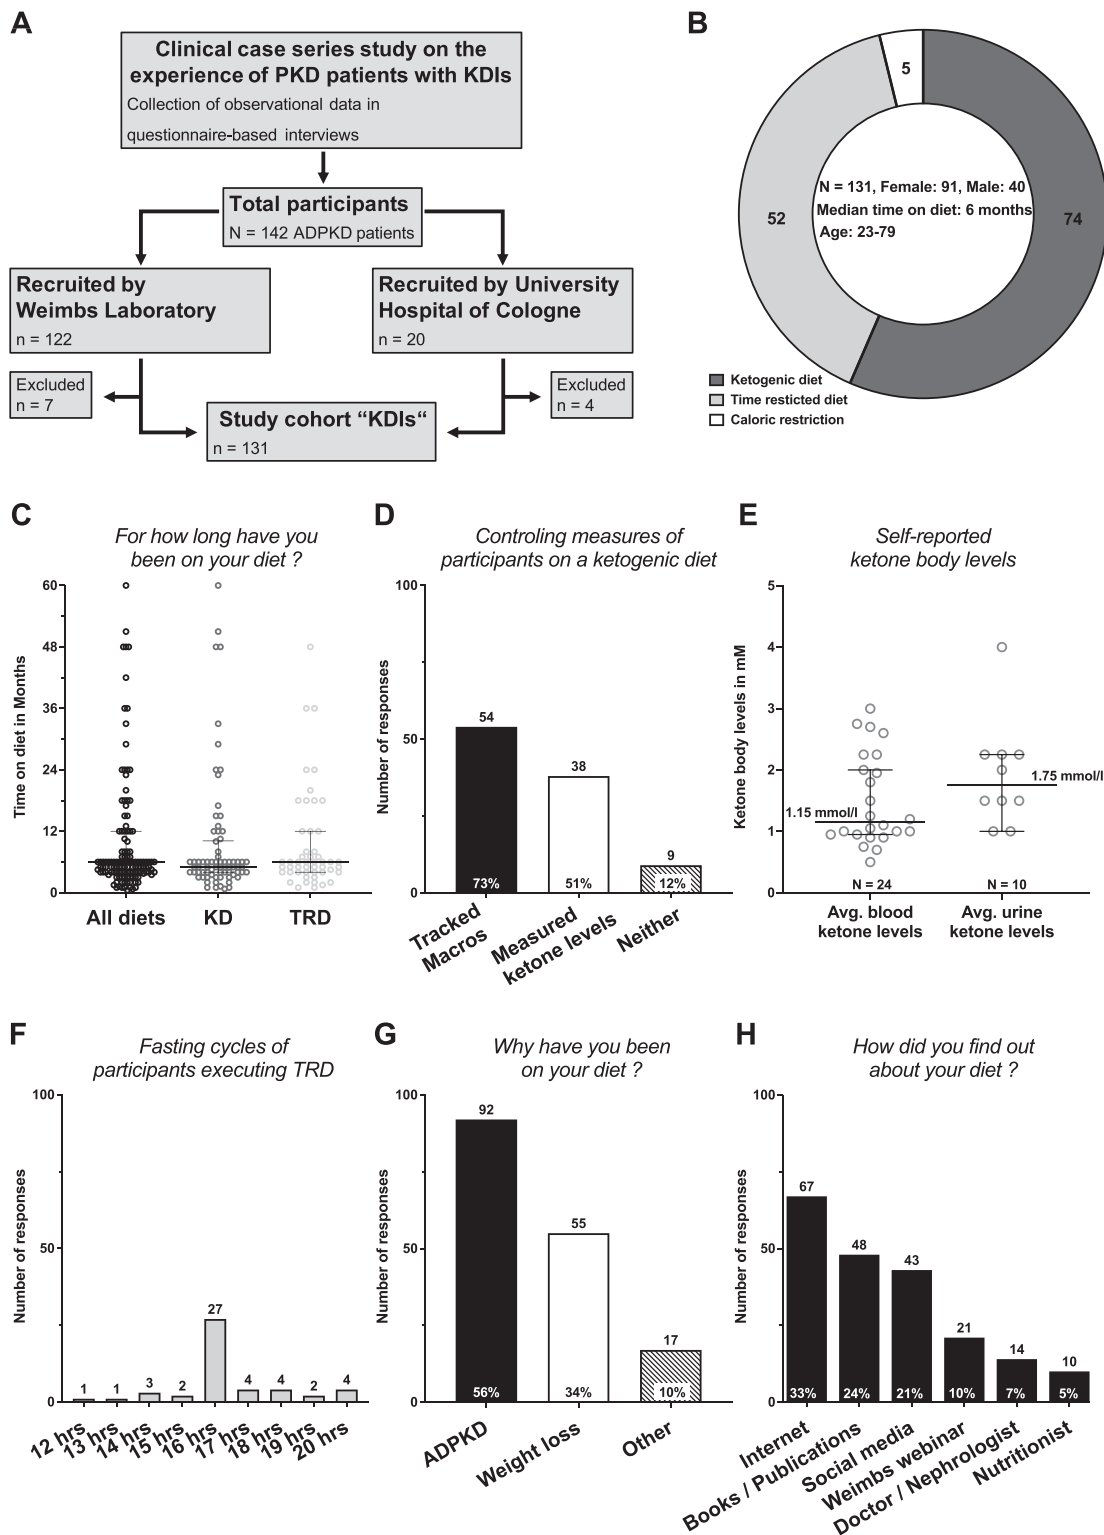 A
Clinical case series study on the
experience of PKD patients with KDIs
Collection of observational data in
questionnaire-based interviews
Total participants
N = 142 ADPKD patients
Recruited by
Weimbs Laboratory
n = 122
Recruited by University
Hospital of Cologne
n = 20
Excluded
n = 7
Excluded
n = 4
Study cohort “KDIs“
n = 131
B
5
52
74
N = 131, Female: 91, Male: 40
Median time on diet: 6 months
Age: 23-79
Ketogenic diet
Time resticted diet
Caloric restriction
C
For how long have you
been on your diet ?
Time on diet in Months
60
48
36
24
12
0
All diets
KD
TRD
D
Controling measures of
participants on a ketogenic diet
Number of responses
100
50
0
54
38
9
73%
51%
12%
Tracked
Macros
Measured
ketone levels
Neither
E
Self-reported
ketone body levels
Ketone body levels in mM
5
4
3
2
1
0
1.15 mmol/l
1.75 mmol/l
N = 24
N = 10
Avg. blood
ketone levels
Avg. urine
ketone levels
F
Fasting cycles of
participants executing TRD
Number of responses
100
50
0
1
1
3
2
27
4
4
2
4
12 hrs
13 hrs
14 hrs
15 hrs
16 hrs
17 hrs
18 hrs
19 hrs
20 hrs
G
Why have you been
on your diet ?
Number of responses
100
50
0
92
55
17
56%
34%
10%
ADPKD
Weight loss
Other
H
How did you find out
about your diet ?
Number of responses
100
50
0
67
48
43
21
14
10
33%
24%
21%
10%
7%
5%
Internet
Books / Publications
Social media
Weimbs webinar
Doctor / Nephrologist
Nutritionist